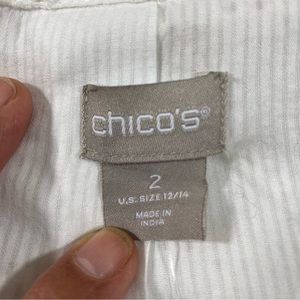 chico's®
2
U.S. SIZE 12/14
MADE IN
INDIA